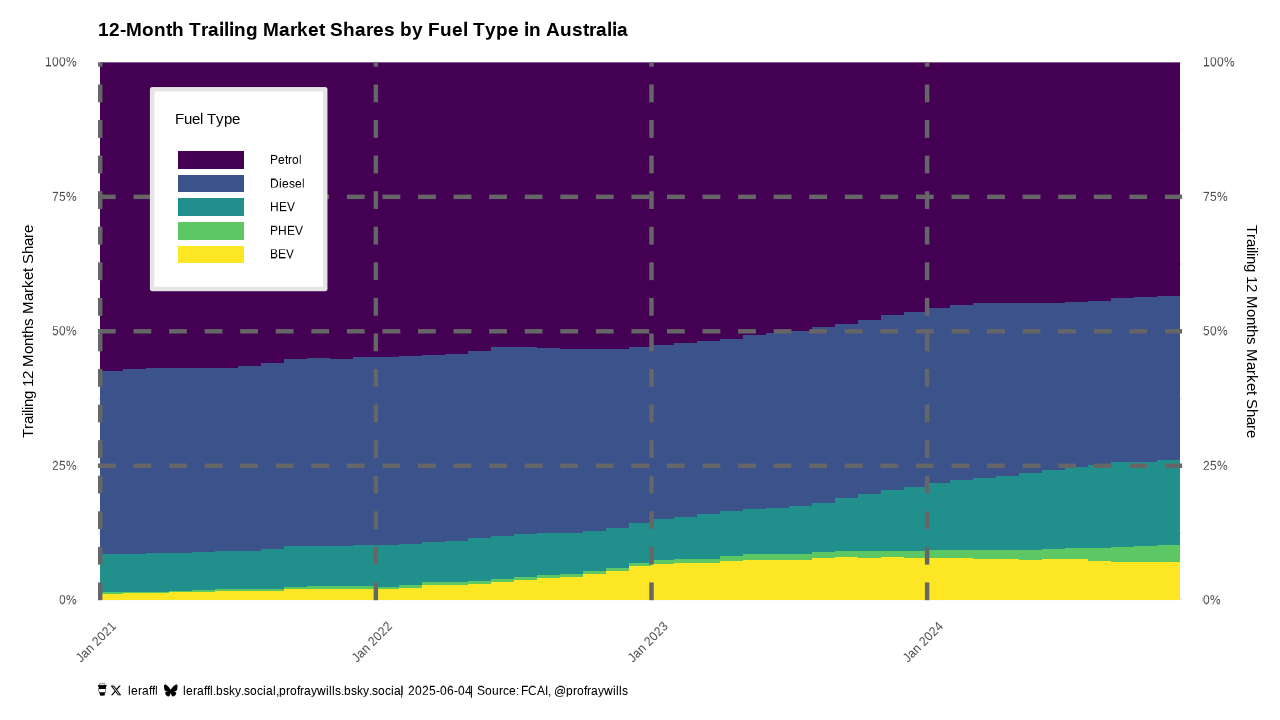 12-Month Trailing Market Shares by Fuel Type in Australia
100%
75%
50%
25%
0%
100%
75%
50%
25%
0%
Trailing 12 Months Market Share
Trailing 12 Months Market Share
Fuel Type
Petrol
Diesel
HEV
PHEV
BEV
Jan 2021
Jan 2022
Jan 2023
Jan 2024
leraffl leraffl.bsky.social,profraywills.bsky.social| 2025-06-04| Source: FCAI, @profraywills